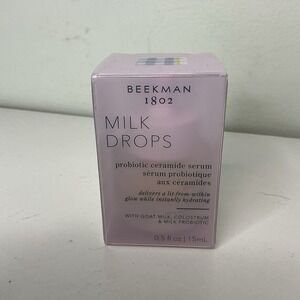 BEEKMAN
1802
MILK
DROPS
probiotic ceramide serum
sérum probiotique
aux céramides
delivers a lit-from-within
glow while instantly hydrating
WITH GOAT MILK, COLOSTRUM
& MILK PROBIOTIC
0.5 fl oz | 15mL